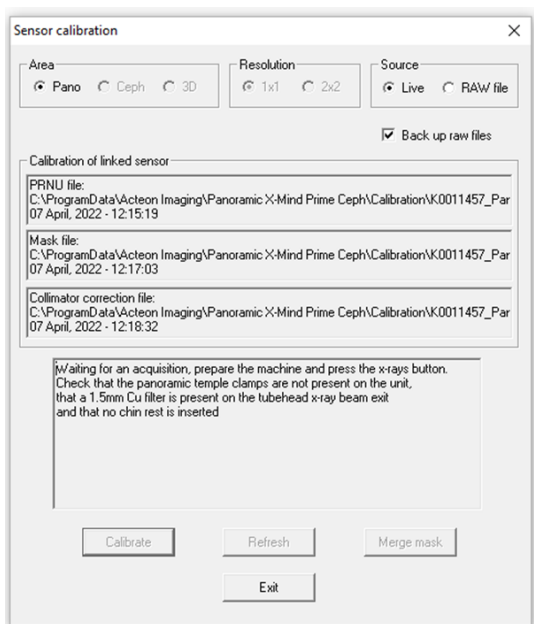 Sensor calibration
Area
Pano Ceph 3D
Resolution
1x1 2x2
Source
Live RAW file
Back up raw files
Calibration of linked sensor
PRNU file:
C:\ProgramData\Acteon Imaging\Panoramic X-Mind Prime Ceph\Calibration\K0011457_Par
07 April, 2022 - 12:15:19
Mask file:
C:\ProgramData\Acteon Imaging\Panoramic X-Mind Prime Ceph\Calibration\K0011457_Par
07 April, 2022 - 12:17:03
Collimator correction file:
C:\ProgramData\Acteon Imaging\Panoramic X-Mind Prime Ceph\Calibration\K0011457_Par
07 April, 2022 - 12:18:32
Waiting for an acquisition, prepare the machine and press the x-rays button.
Check that the panoramic temple clamps are not present on the unit,
that a 1.5mm Cu filter is present on the tubehead x-ray beam exit
and that no chin rest is inserted
Calibrate Refresh Merge mask
Exit